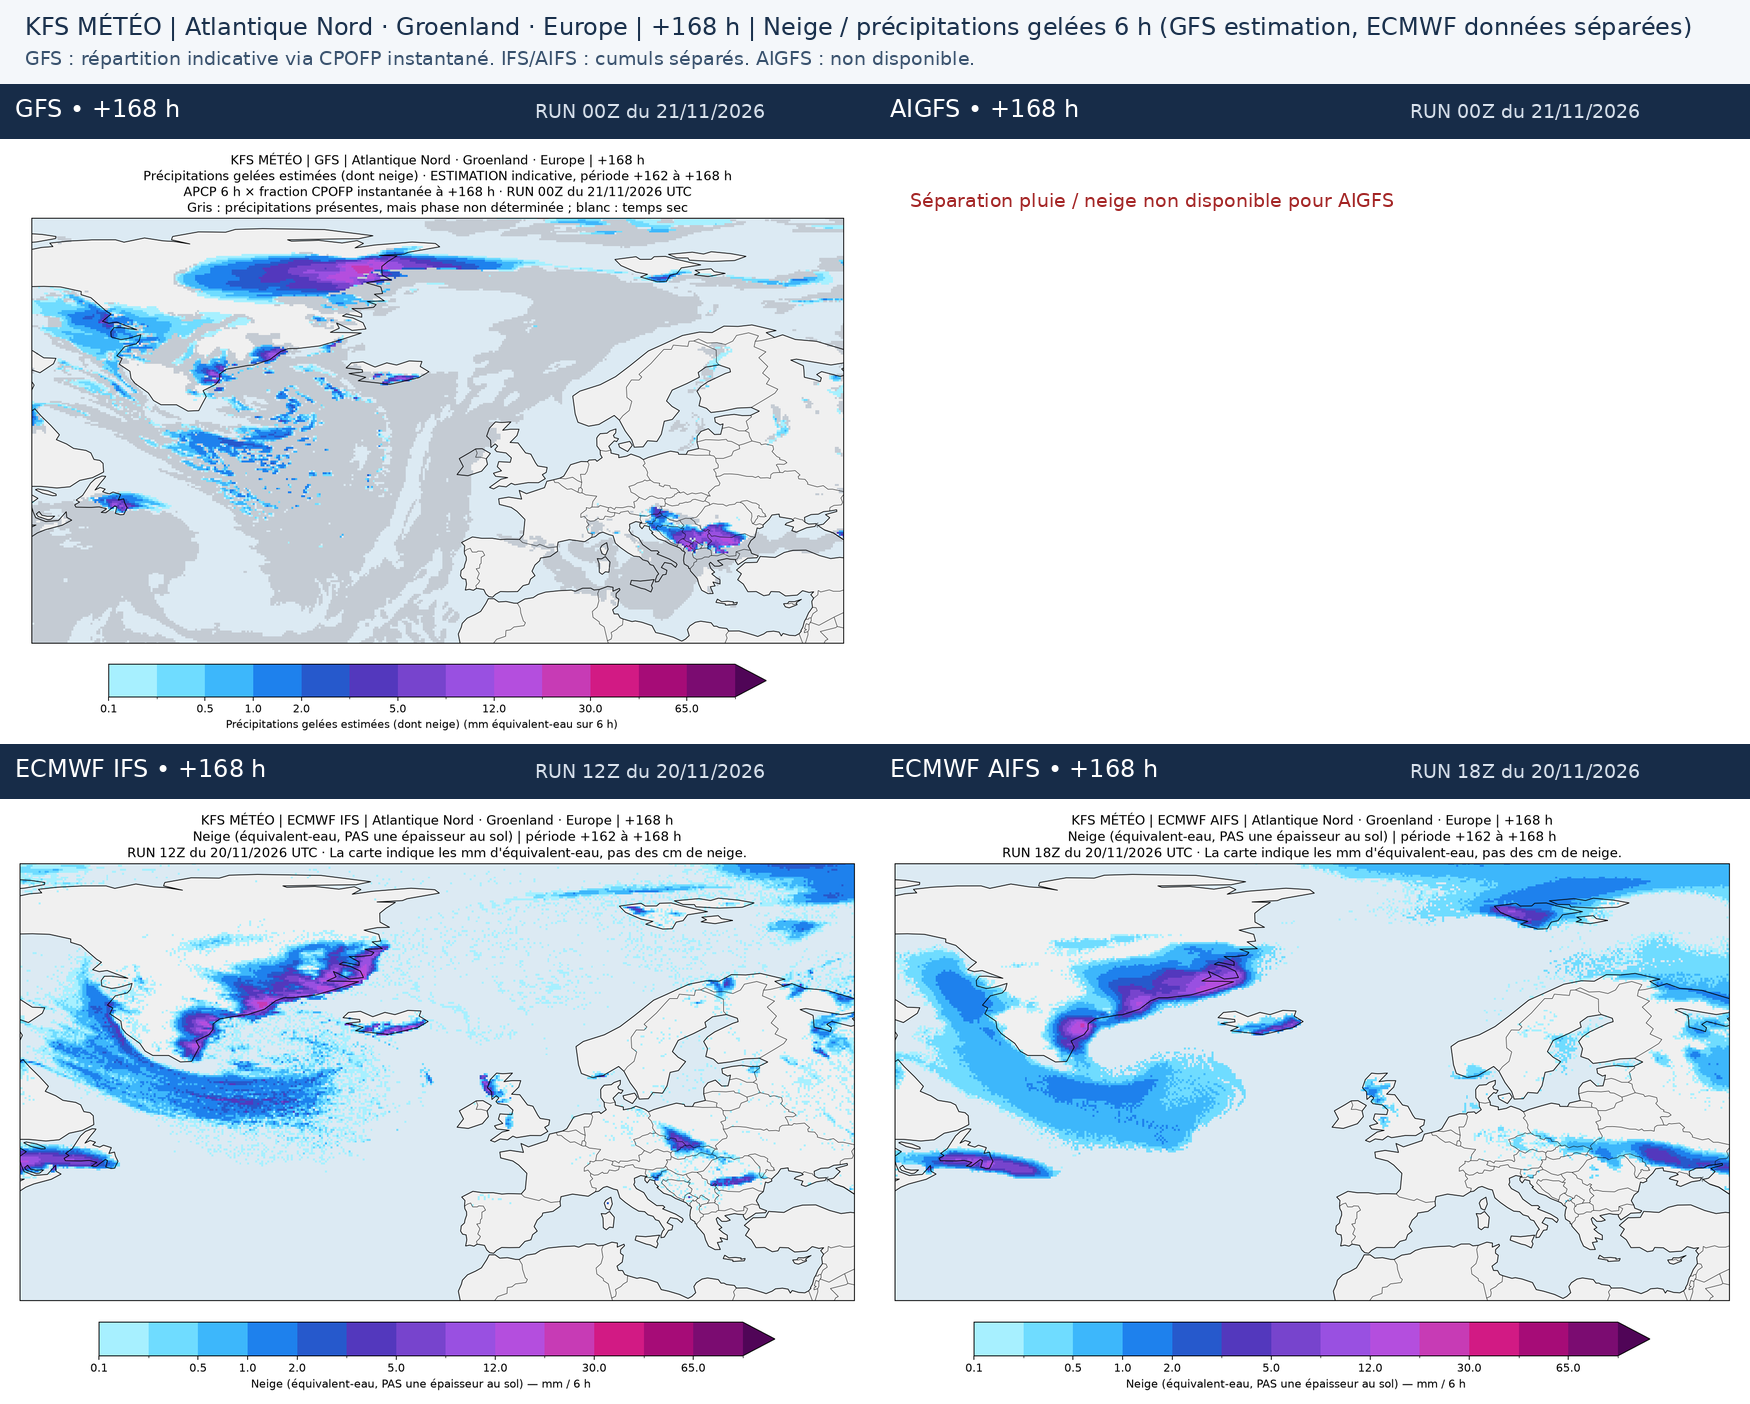 KFS MÉTÉO | Atlantique Nord · Groenland · Europe | +168 h | Neige / précipitations gelées 6 h (GFS estimation, ECMWF données séparées)
GFS : répartition indicative via CPOFP instantané. IFS/AIFS : cumuls séparés. AIGFS : non disponible.
GFS • +168 h
RUN 00Z du 21/11/2026
AIGFS • +168 h
RUN 00Z du 21/11/2026
KFS MÉTÉO | GFS | Atlantique Nord · Groenland · Europe | +168 h
Précipitations gelées estimées (dont neige) · ESTIMATION indicative, période +162 à +168 h
APCP 6 h × fraction CPOFP instantanée à +168 h · RUN 00Z du 21/11/2026 UTC
Gris : précipitations présentes, mais phase non déterminée ; blanc : temps sec
Séparation pluie / neige non disponible pour AIGFS
0.1 0.5 1.0 2.0 5.0 12.0 30.0 65.0
Précipitations gelées estimées (dont neige) (mm équivalent-eau sur 6 h)
ECMWF IFS • +168 h
RUN 12Z du 20/11/2026
ECMWF AIFS • +168 h
RUN 18Z du 20/11/2026
KFS MÉTÉO | ECMWF IFS | Atlantique Nord · Groenland · Europe | +168 h
Neige (équivalent-eau, PAS une épaisseur au sol) | période +162 à +168 h
RUN 12Z du 20/11/2026 UTC · La carte indique les mm d'équivalent-eau, pas des cm de neige.
KFS MÉTÉO | ECMWF AIFS | Atlantique Nord · Groenland · Europe | +168 h
Neige (équivalent-eau, PAS une épaisseur au sol) | période +162 à +168 h
RUN 18Z du 20/11/2026 UTC · La carte indique les mm d'équivalent-eau, pas des cm de neige.
0.1 0.5 1.0 2.0 5.0 12.0 30.0 65.0
Neige (équivalent-eau, PAS une épaisseur au sol) — mm / 6 h
0.1 0.5 1.0 2.0 5.0 12.0 30.0 65.0
Neige (équivalent-eau, PAS une épaisseur au sol) — mm / 6 h